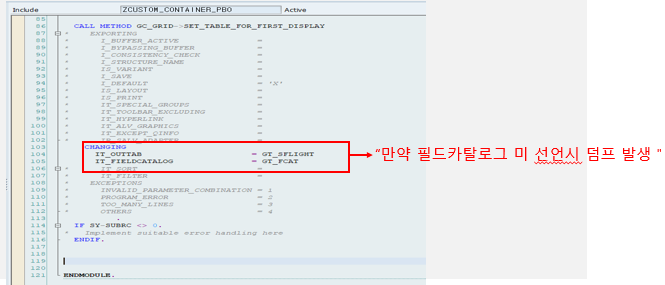 Include ZCUSTOM_CONTAINER_PBO Active
85
86 CALL METHOD GC_GRID->SET_TABLE_FOR_FIRST_DISPLAY
87 * EXPORTING
88 * I_BUFFER_ACTIVE =
89 * I_BYPASSING_BUFFER =
90 * I_CONSISTENCY_CHECK =
91 * I_STRUCTURE_NAME =
92 * IS_VARIANT =
93 * I_SAVE =
94 * I_DEFAULT = 'X'
95 * IS_LAYOUT =
96 * IS_PRINT =
97 * IT_SPECIAL_GROUPS =
98 * IT_TOOLBAR_EXCLUDING =
99 * IT_HYPERLINK =
100 * IT_ALV_GRAPHICS =
101 * IT_EXCEPT_QINFO =
102 * IR_SALV_ADAPTER =
103 CHANGING
104 IT_OUTTAB = GT_SFLIGHT
105 IT_FIELDCATALOG = GT_FCAT
"만약 필드카탈로그 미 선언시 덤프 발생 "
106 * IT_SORT =
107 * IT_FILTER =
108 * EXCEPTIONS
109 * INVALID_PARAMETER_COMBINATION = 1
110 * PROGRAM_ERROR = 2
111 * TOO_MANY_LINES = 3
112 * OTHERS = 4
113 .
114 IF SY-SUBRC <> 0.
115 * Implement suitable error handling here
116 ENDIF.
117
118
119
120
121 ENDMODULE.